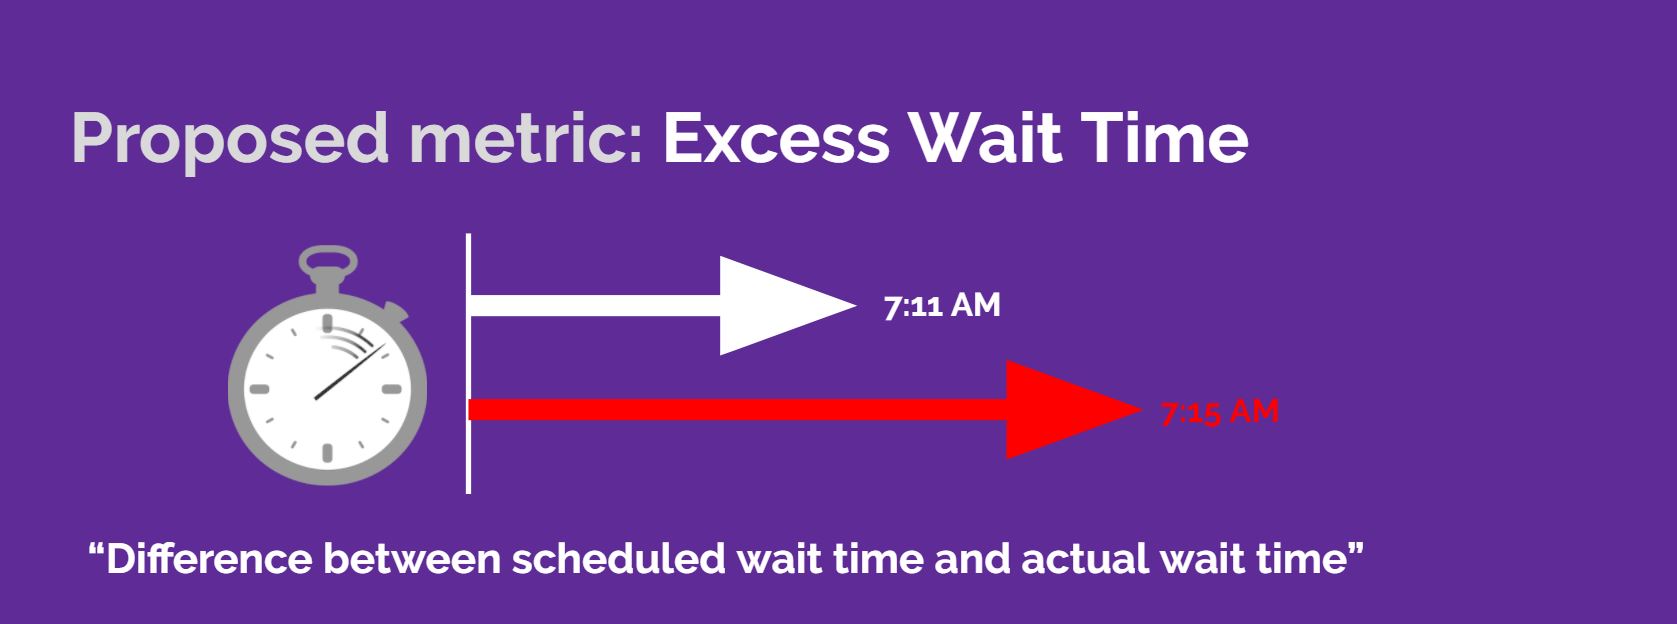 Proposed metric: Excess Wait Time
7:11 AM
7:15 AM
“Difference between scheduled wait time and actual wait time”